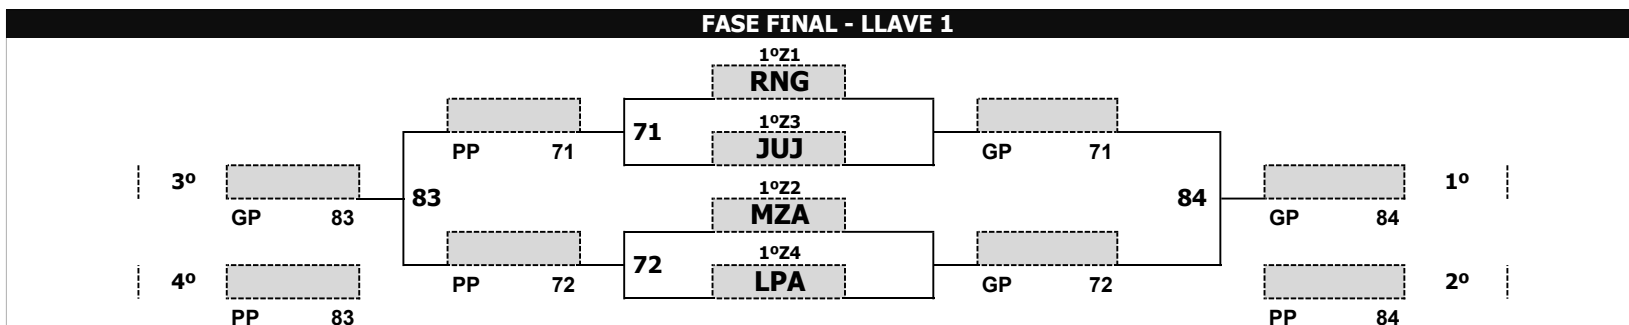 FASE FINAL - LLAVE 1
1ºZ1
RNG
71
1ºZ3
JUJ
PP 71
GP 71
3º
1º
83
1ºZ2
84
MZA
GP 83
GP 84
72
1ºZ4
4º
LPA
2º
PP 72
GP 72
PP 83
PP 84